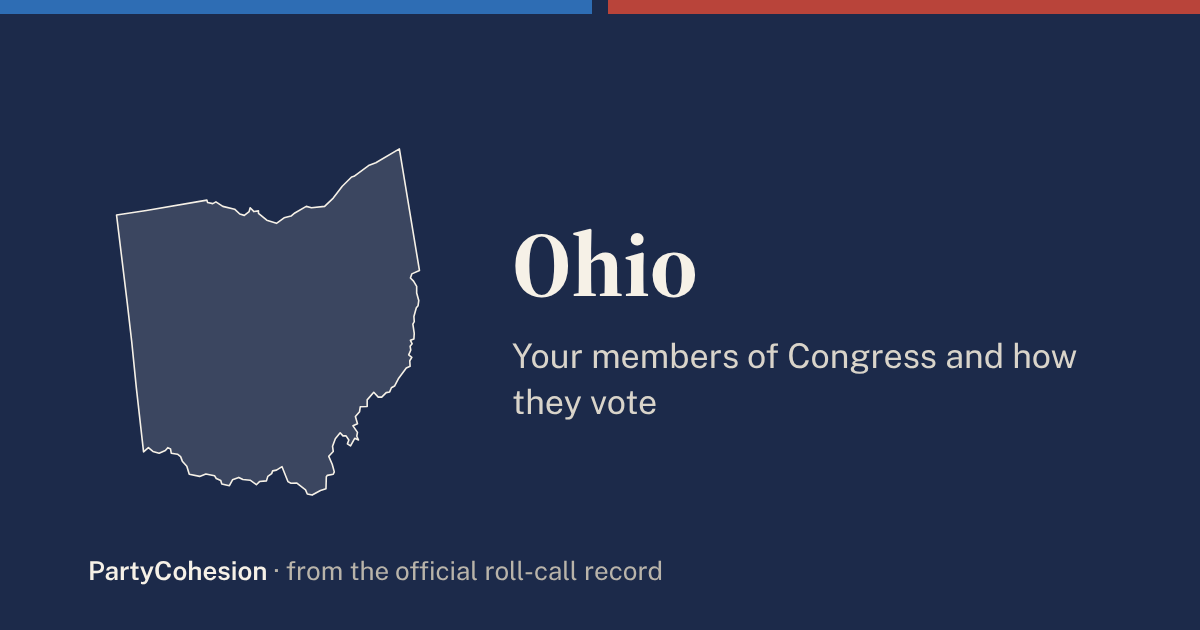 Ohio
Your members of Congress and how
they vote
PartyCohesion · from the official roll-call record